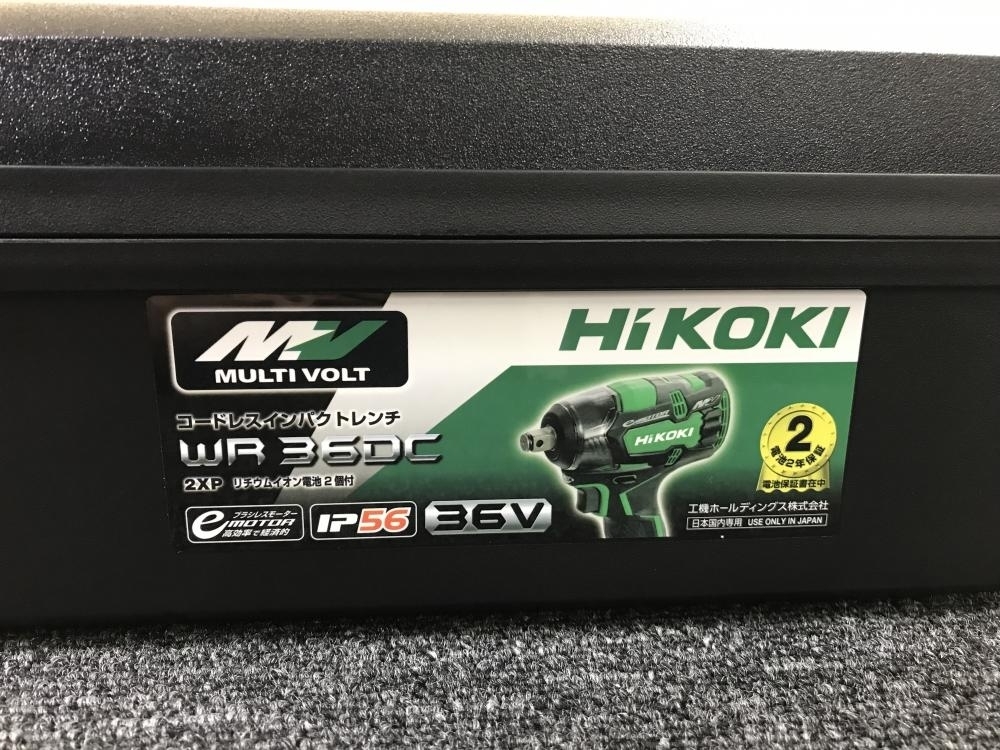 MULTI VOLT
HiKOKI
コードレスインパクトレンチ
WR 36DC
2XP リチウムイオン電池2個付
ブラシレスモーター
e MOTOR
高効率で経済的
IP56
36V
HiKOKI
2
電池2年保証
電池保証書在中
工機ホールディングス株式会社
日本国内専用 USE ONLY IN JAPAN